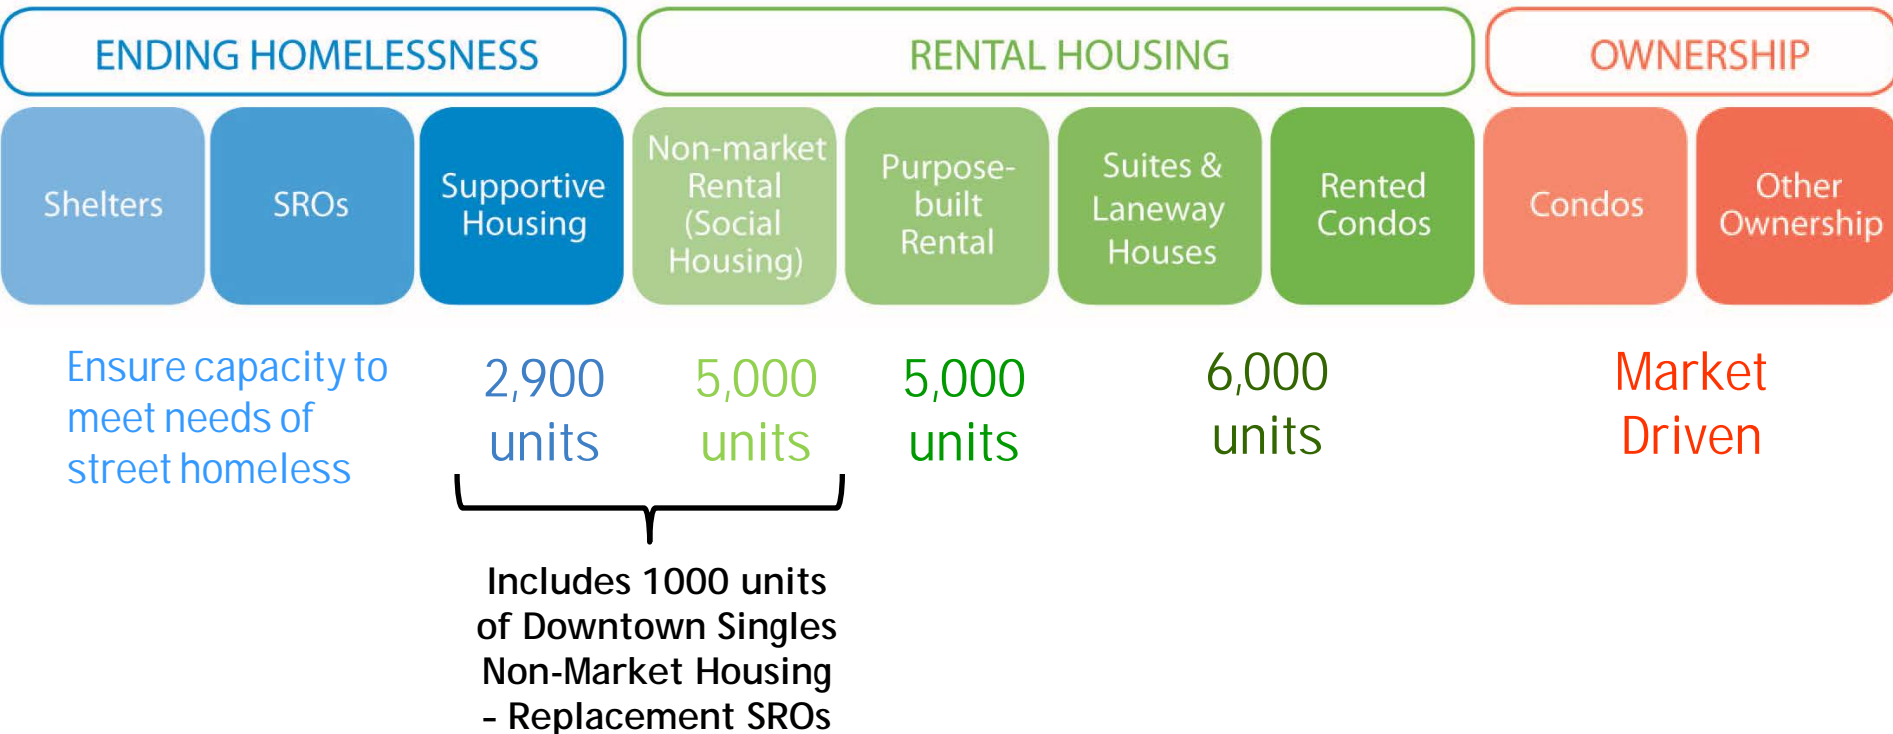 ENDING HOMELESSNESS
RENTAL HOUSING
OWNERSHIP
Shelters
SROs
Supportive
Housing
Non-market
Rental
(Social
Housing)
Purpose-
built
Rental
Suites &
Laneway
Houses
Rented
Condos
Condos
Other
Ownership
Ensure capacity to
meet needs of
street homeless
2,900
units
5,000
units
5,000
units
6,000
units
Market
Driven
Includes 1000 units
of Downtown Singles
Non-Market Housing
– Replacement SROs